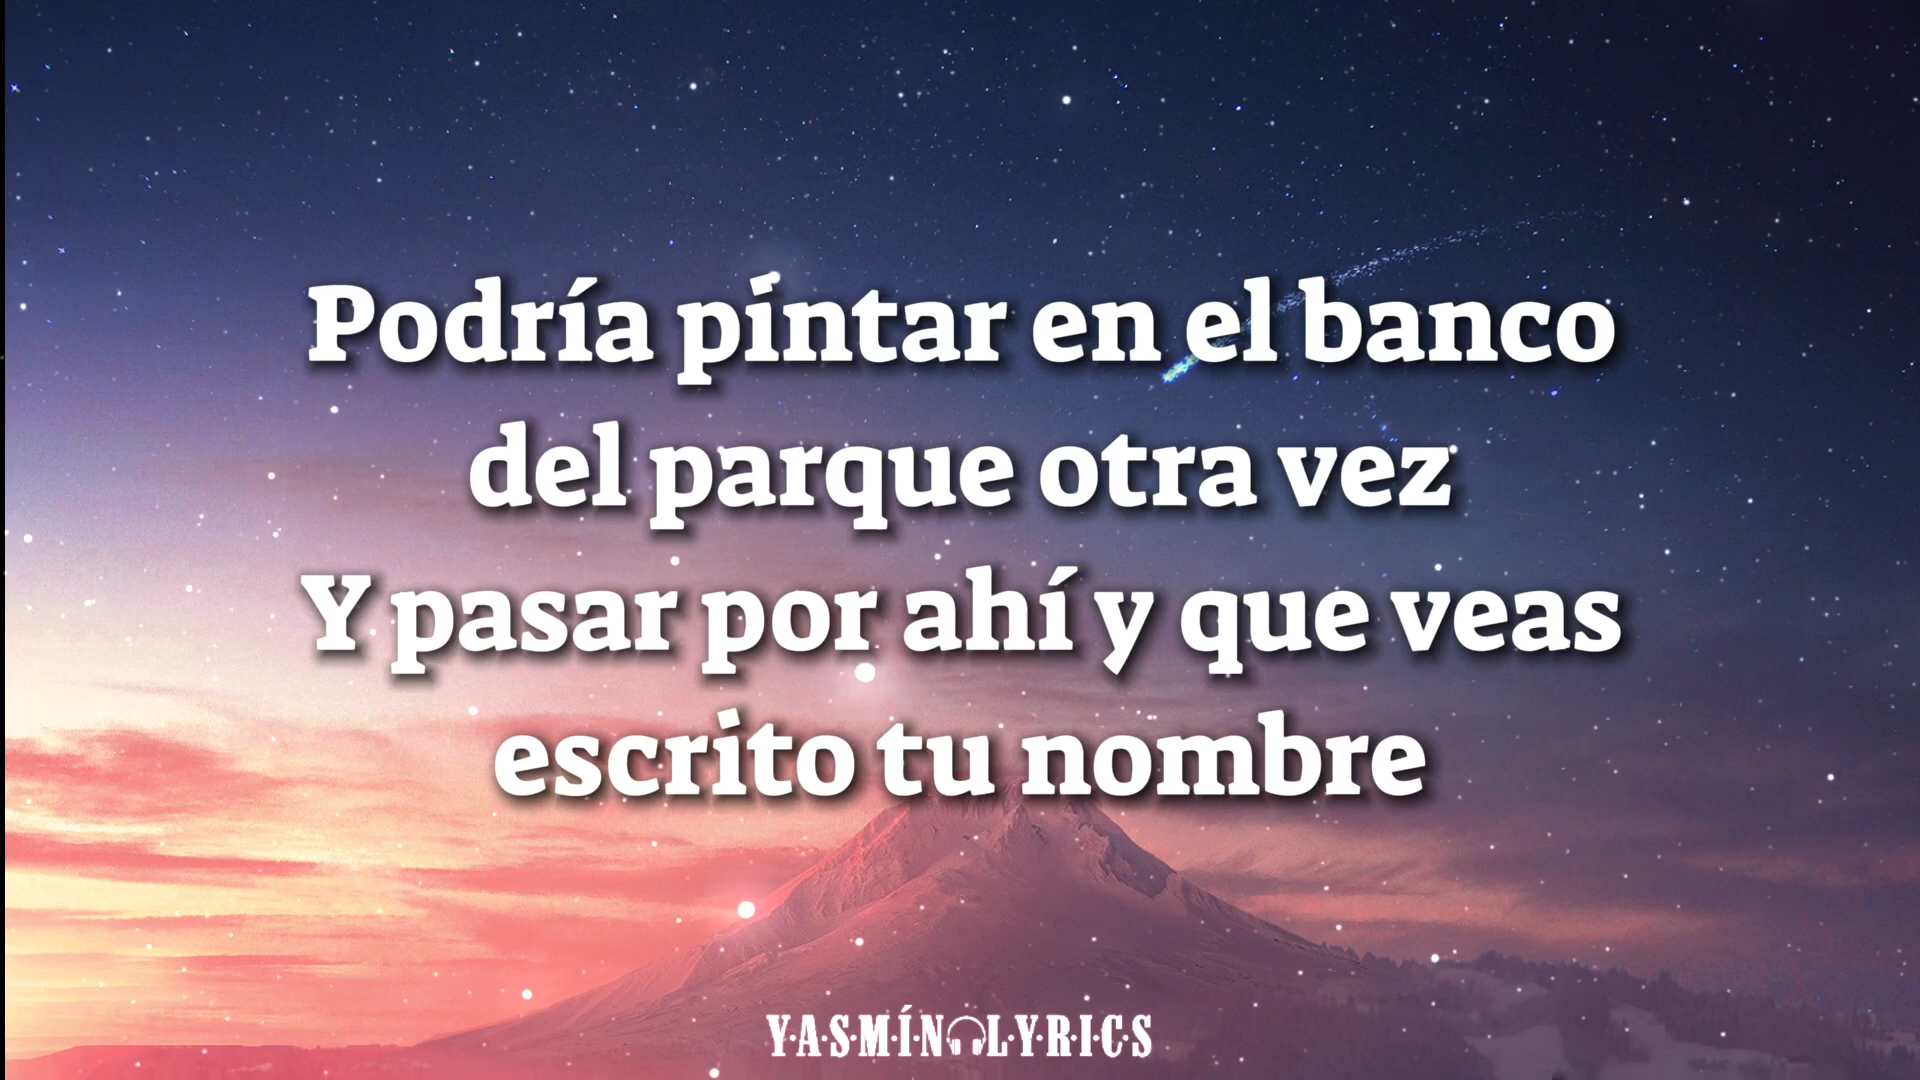 Podría pintar en el banco
del parque otra vez
Y pasar por ahí y que veas
escrito tu nombre
YASMÍN LYRICS